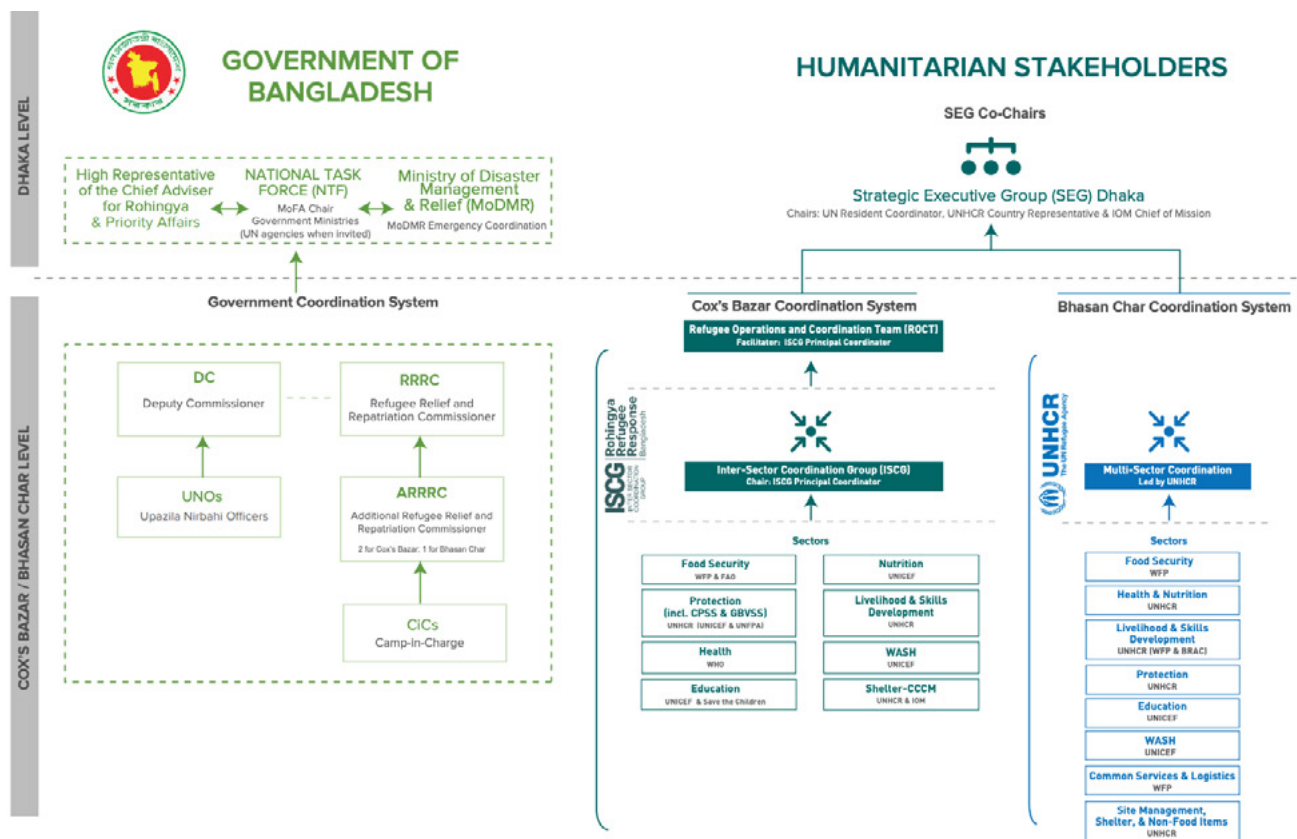 DHAKA LEVEL
GOVERNMENT OF
BANGLADESH
High Representative
of the Chief Adviser
for Rohingya
& Priority Affairs
NATIONAL TASK
FORCE (NTF)
MoFA Chair
Government Ministries
(UN agencies when invited)
Ministry of Disaster
Management
& Relief (MoDMR)
MoDMR Emergency Coordination
HUMANITARIAN STAKEHOLDERS
SEG Co-Chairs
Strategic Executive Group (SEG) Dhaka
Chairs: UN Resident Coordinator, UNHCR Country Representative & IOM Chief of Mission
COX'S BAZAR / BHASAN CHAR LEVEL
Government Coordination System
DC
Deputy Commissioner
RRRC
Refugee Relief and
Repatriation Commissioner
UNOs
Upazila Nirbahi Officers
ARRRC
Additional Refugee Relief and
Repatriation Commissioner
2 for Cox's Bazar; 1 for Bhasan Char
CiCs
Camp-in-Charge
Cox's Bazar Coordination System
Refugee Operations and Coordination Team (ROCT)
Facilitator: ISCG Principal Coordinator
ISCG
INTER SECTOR
COORDINATION
GROUP
Rohingya
Refugee
Response
Bangladesh
Inter-Sector Coordination Group (ISCG)
Chair: ISCG Principal Coordinator
Sectors
Food Security
WFP & FAO
Protection
(incl. CPSS & GBVSS)
UNHCR (UNICEF & UNFPA)
Health
WHO
Education
UNICEF & Save the Children
Nutrition
UNICEF
Livelihood & Skills
Development
UNHCR
WASH
UNICEF
Shelter-CCCM
UNHCR & IOM
Bhasan Char Coordination System
UNHCR
The UN Refugee Agency
Multi-Sector Coordination
Led by UNHCR
Sectors
Food Security
WFP
Health & Nutrition
UNHCR
Livelihood & Skills
Development
UNHCR (WFP & BRAC)
Protection
UNHCR
Education
UNICEF
WASH
UNICEF
Common Services & Logistics
WFP
Site Management,
Shelter, & Non-Food Items
UNHCR